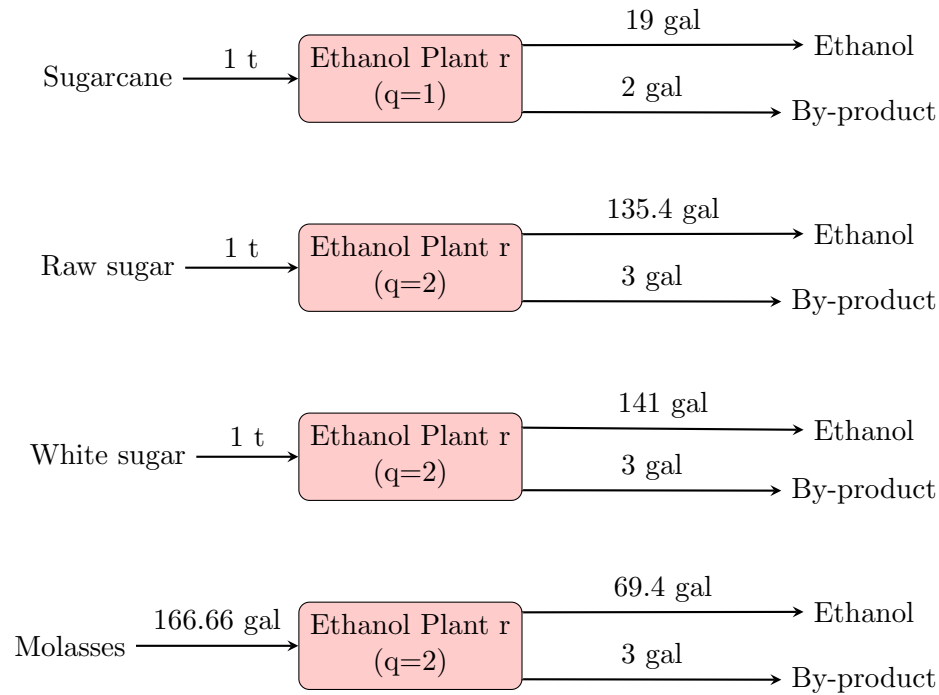 19 gal
1 t
Sugarcane
Ethanol Plant r
(q=1)
Ethanol
2 gal
By-product
135.4 gal
1 t
Raw sugar
Ethanol Plant r
(q=2)
Ethanol
3 gal
By-product
141 gal
1 t
White sugar
Ethanol Plant r
(q=2)
Ethanol
3 gal
By-product
69.4 gal
166.66 gal
Molasses
Ethanol Plant r
(q=2)
Ethanol
3 gal
By-product